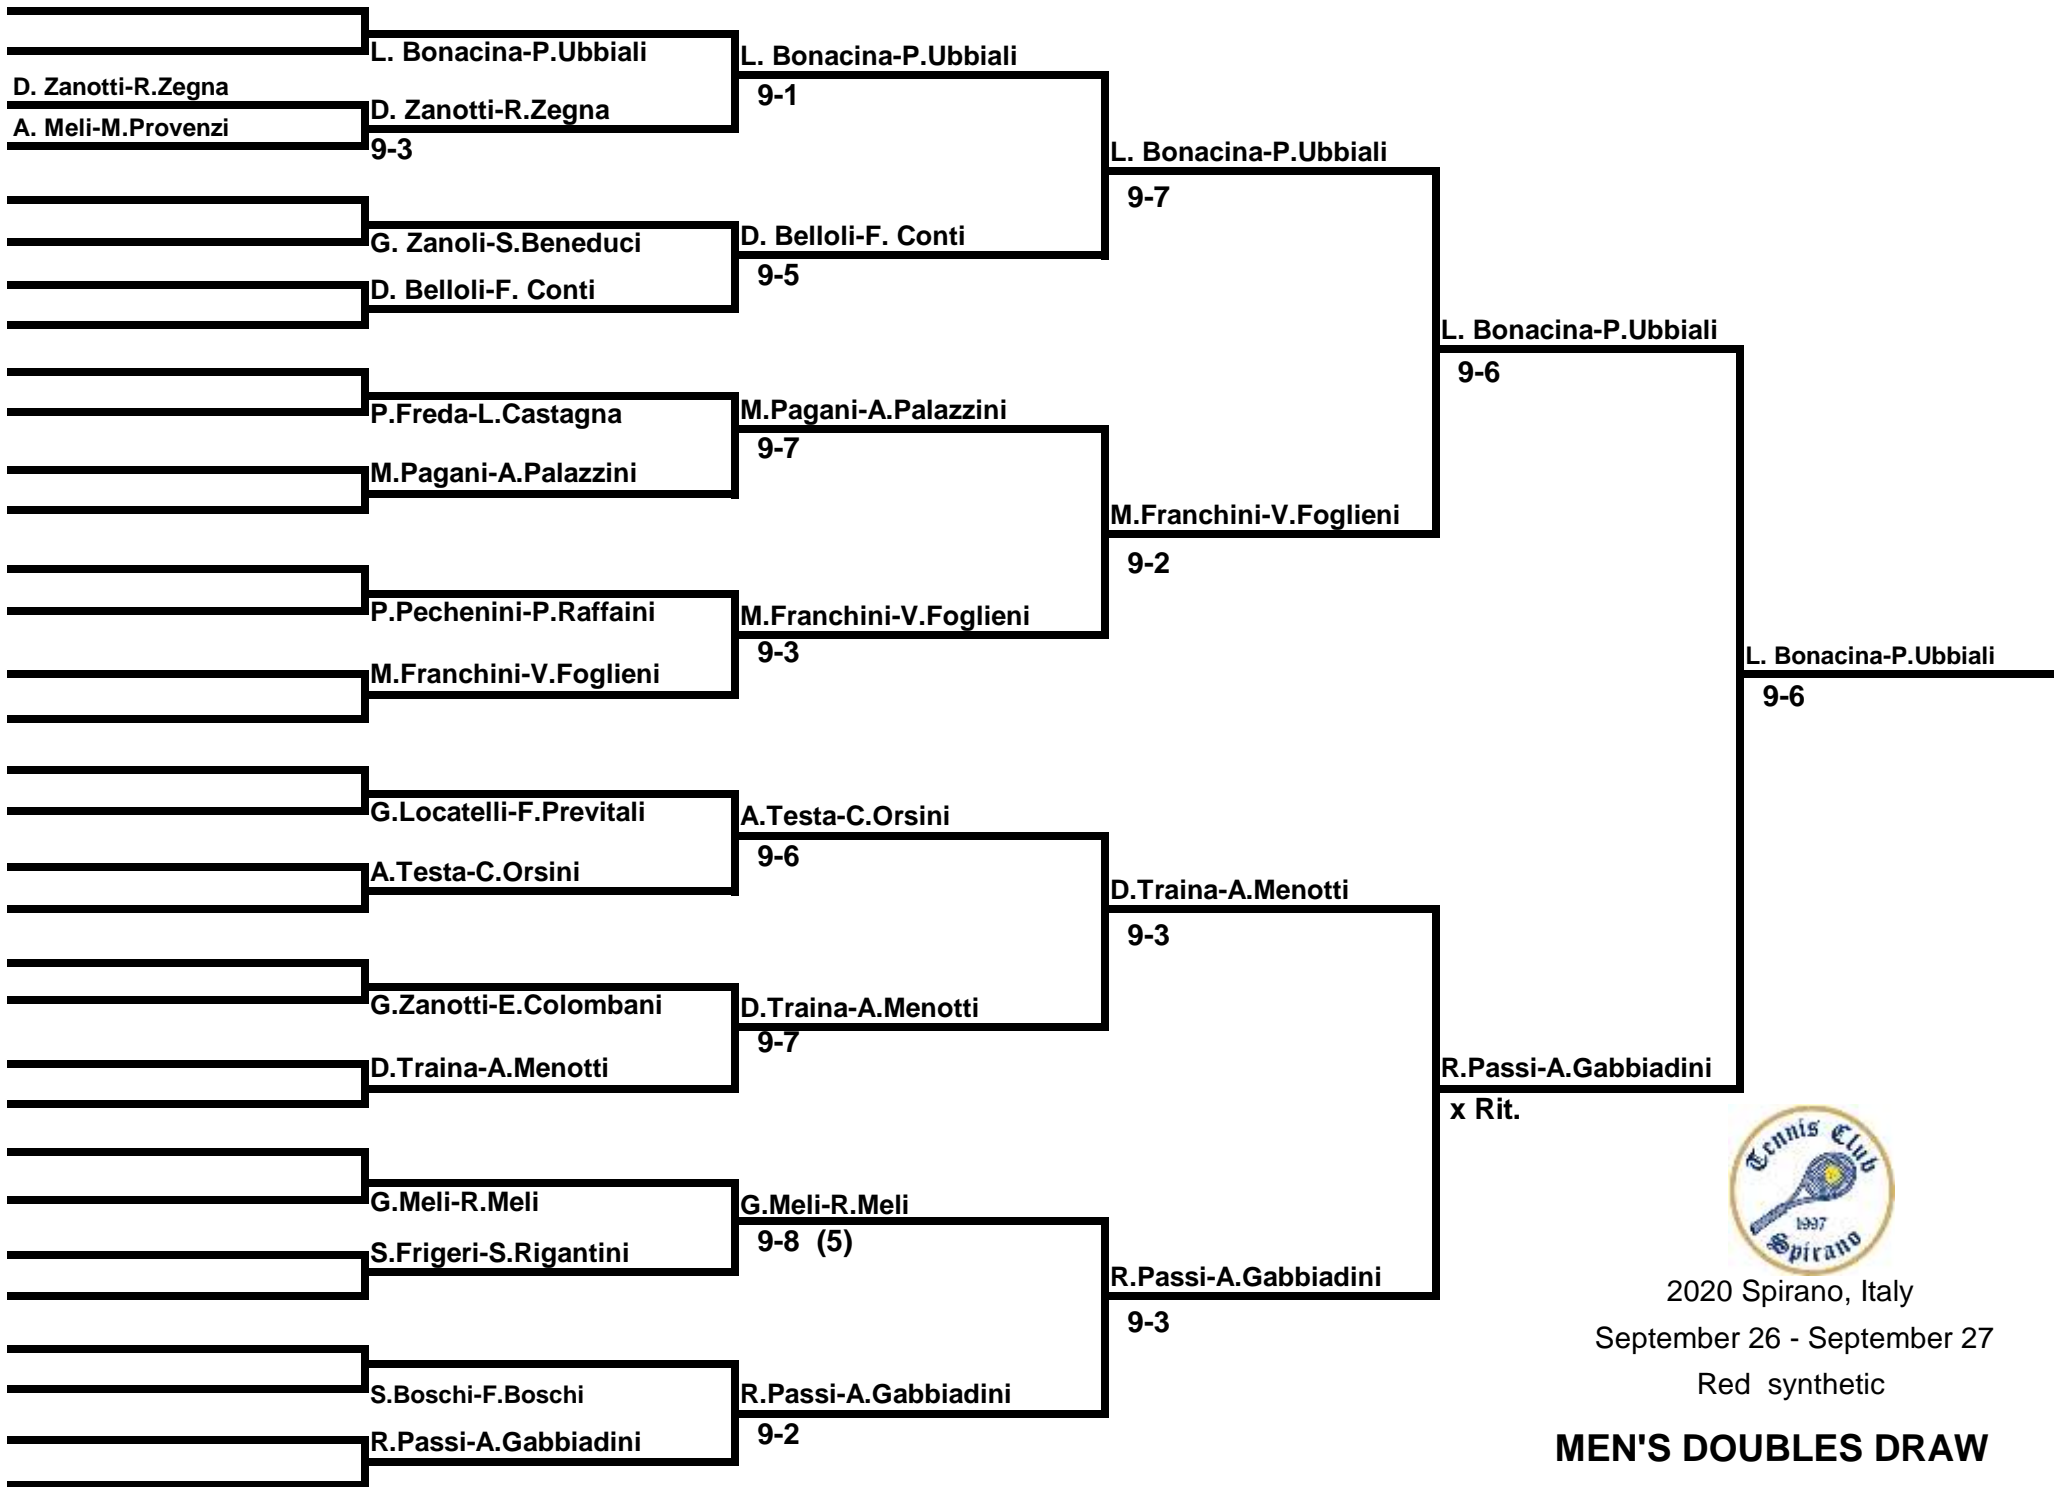 D. Zanotti-R.Zegna
A. Meli-M.Provenzi
L. Bonacina-P.Ubbiali
D. Zanotti-R.Zegna
9-3
G. Zanoli-S.Beneduci
D. Belloli-F. Conti
P.Freda-L.Castagna
M.Pagani-A.Palazzini
P.Pechenini-P.Raffaini
M.Franchini-V.Foglieni
G.Locatelli-F.Previtali
A.Testa-C.Orsini
G.Zanotti-E.Colombani
D.Traina-A.Menotti
G.Meli-R.Meli
S.Frigeri-S.Rigantini
S.Boschi-F.Boschi
R.Passi-A.Gabbiadini
L. Bonacina-P.Ubbiali
9-1
D. Belloli-F. Conti
9-5
M.Pagani-A.Palazzini
9-7
M.Franchini-V.Foglieni
9-3
A.Testa-C.Orsini
9-6
D.Traina-A.Menotti
9-7
G.Meli-R.Meli
9-8 (5)
R.Passi-A.Gabbiadini
9-2
L. Bonacina-P.Ubbiali
9-7
M.Franchini-V.Foglieni
9-2
D.Traina-A.Menotti
9-3
R.Passi-A.Gabbiadini
9-3
L. Bonacina-P.Ubbiali
9-6
R.Passi-A.Gabbiadini
x Rit.
L. Bonacina-P.Ubbiali
9-6
Tennis Club
1997
Spirano
2020 Spirano, Italy
September 26 - September 27
Red synthetic
MEN'S DOUBLES DRAW